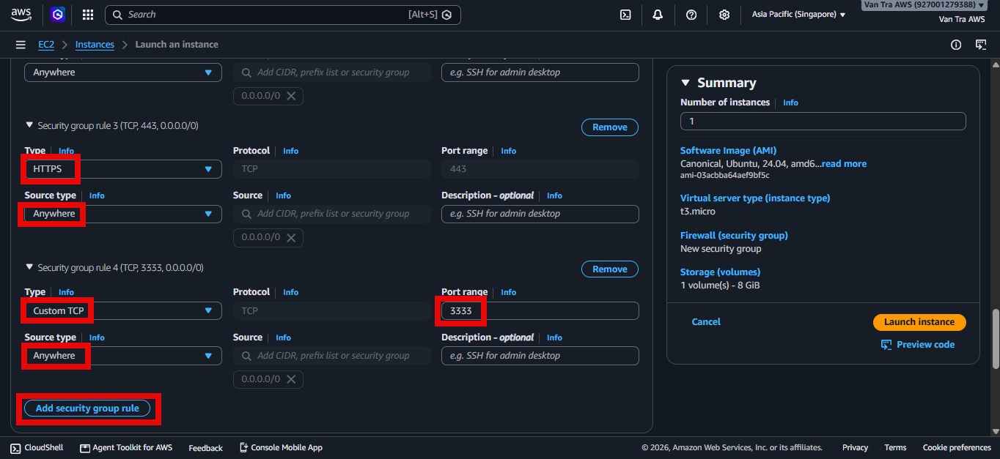 aws
Search [Alt+S]
Asia Pacific (Singapore)
Van Tra AWS (927001279388)
Van Tra AWS
EC2 Instances Launch an instance
Anywhere
Add CIDR, prefix list or security group
e.g. SSH for admin desktop
0.0.0.0/0
Security group rule 3 (TCP, 443, 0.0.0.0/0)
Remove
Type Info
Protocol Info
Port range Info
HTTPS
TCP
443
Source type Info
Source Info
Description - optional Info
Anywhere
Add CIDR, prefix list or security group
e.g. SSH for admin desktop
0.0.0.0/0
Security group rule 4 (TCP, 3333, 0.0.0.0/0)
Remove
Type Info
Protocol Info
Port range Info
Custom TCP
TCP
3333
Source type Info
Source Info
Description - optional Info
Anywhere
Add CIDR, prefix list or security group
e.g. SSH for admin desktop
0.0.0.0/0
Add security group rule
Summary
Number of instances Info
1
Software Image (AMI)
Canonical, Ubuntu, 24.04, amd6...read more
ami-03acbba64aef9bf5c
Virtual server type (instance type)
t3.micro
Firewall (security group)
New security group
Storage (volumes)
1 volume(s) - 8 GiB
Cancel
Launch instance
Preview code
CloudShell
Agent Toolkit for AWS
Feedback
Console Mobile App
© 2026, Amazon Web Services, Inc. or its affiliates.
Privacy
Terms
Cookie preferences